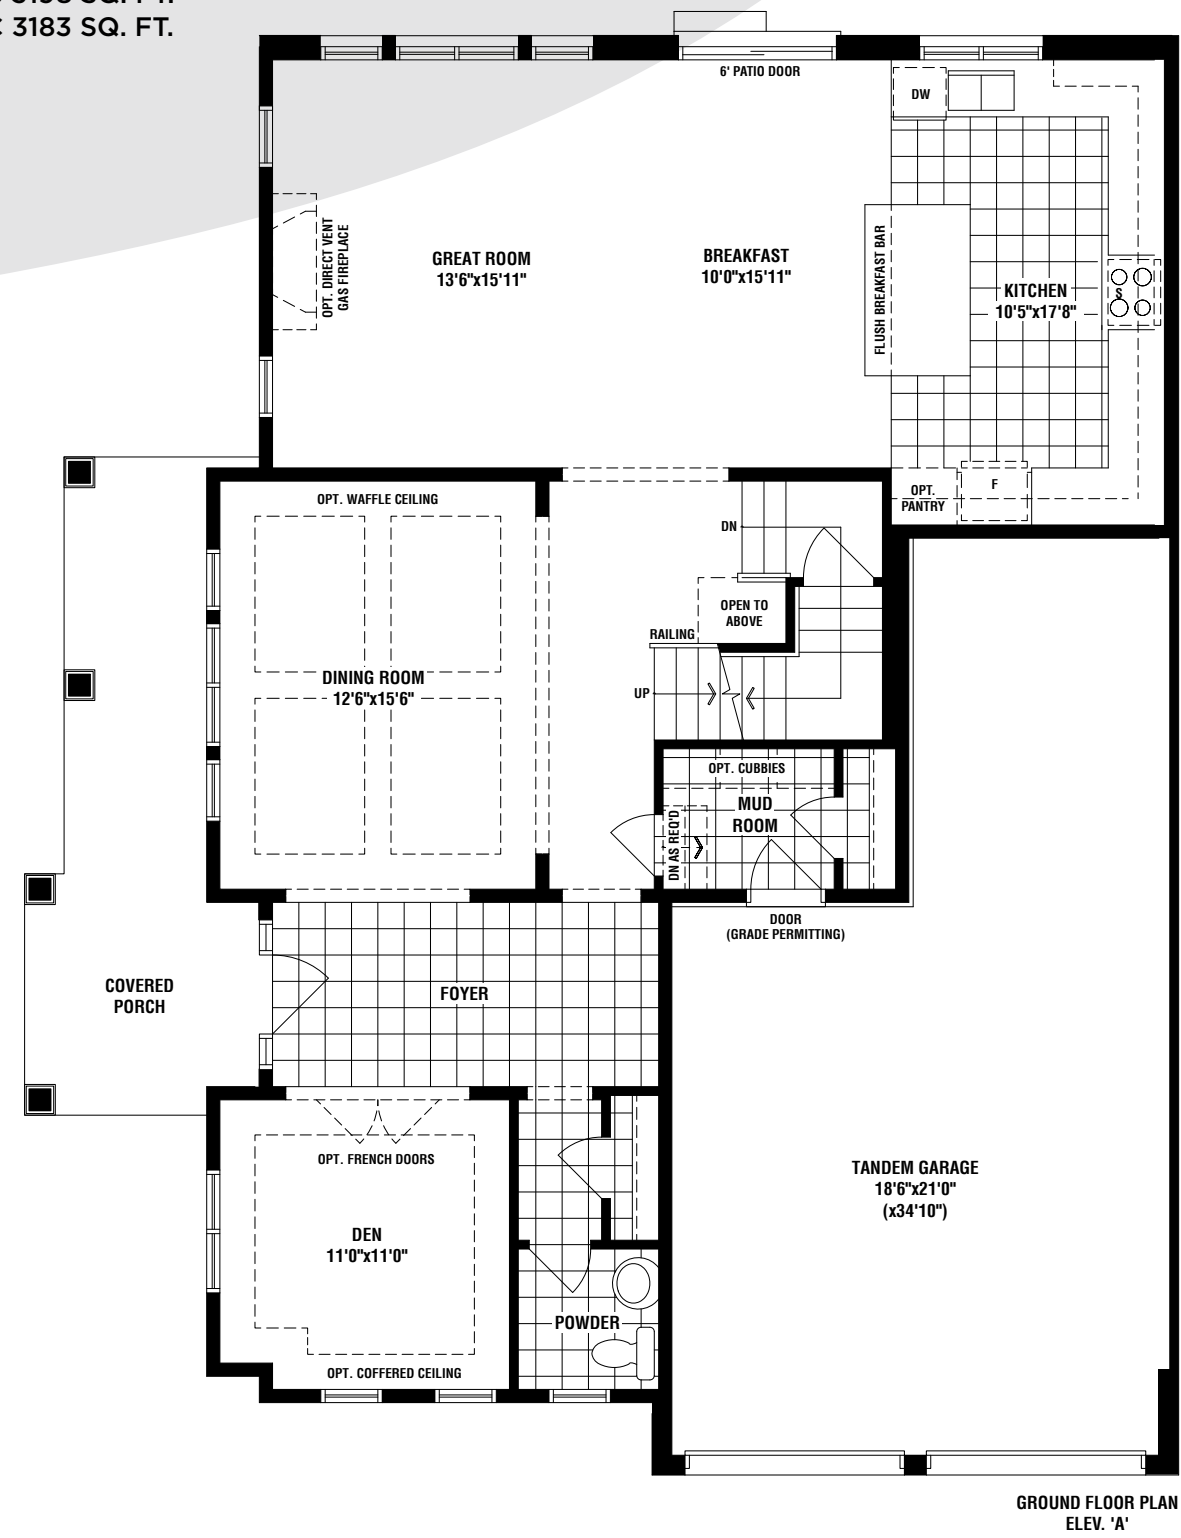 3183 SQ. FT.
6' PATIO DOOR
DW
OPT. DIRECT VENT
GAS FIREPLACE
GREAT ROOM
13'6"x15'11"
BREAKFAST
10'0"x15'11"
FLUSH BREAKFAST BAR
KITCHEN
10'5"x17'8"
S
OPT. WAFFLE CEILING
OPT.
PANTRY
F
DN
OPEN TO
ABOVE
RAILING
UP
DINING ROOM
12'6"x15'6"
OPT. CUBBIES
MUD
ROOM
DN AS REQ'D
DOOR
(GRADE PERMITTING)
COVERED
PORCH
FOYER
OPT. FRENCH DOORS
DEN
11'0"x11'0"
OPT. COFFERED CEILING
POWDER
TANDEM GARAGE
18'6"x21'0"
(x34'10")
GROUND FLOOR PLAN
ELEV. 'A'